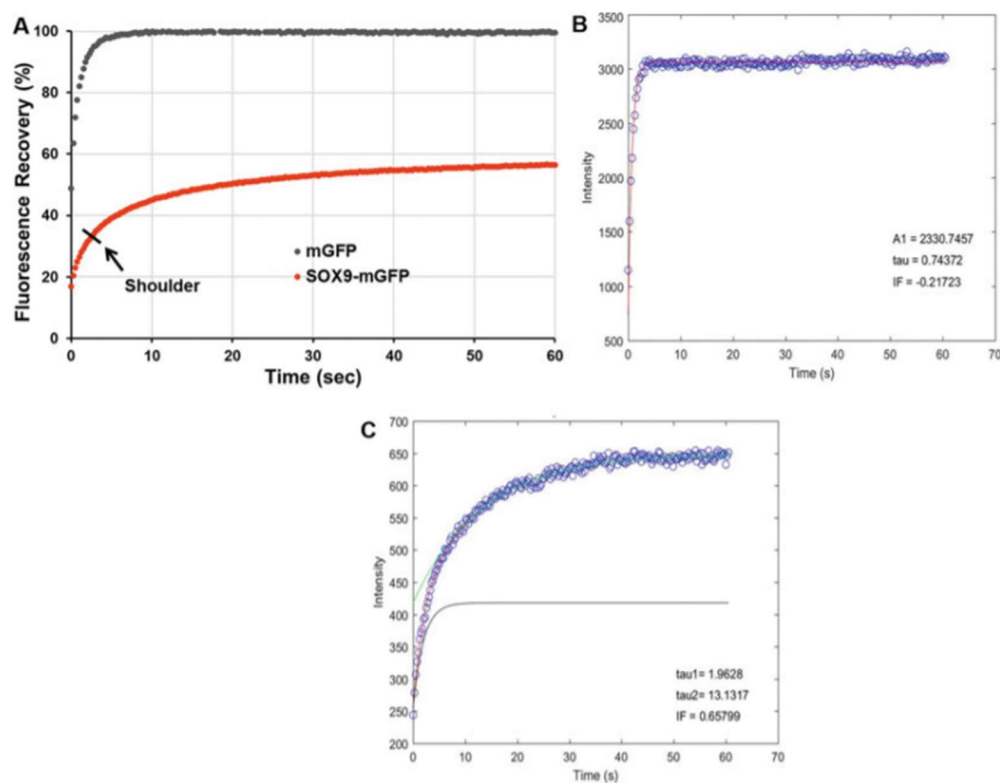 A
Fluorescence Recovery (%)
100
80
60
40
20
0
Shoulder
mGFP
SOX9-mGFP
0 10 20 30 40 50 60
Time (sec)
B
Intensity
3500
3000
2500
2000
1500
1000
500
A1 = 2330.7457
tau = 0.74372
IF = -0.21723
0 10 20 30 40 50 60 70
Time (s)
C
Intensity
700
650
600
550
500
450
400
350
300
250
200
tau1= 1.9628
tau2= 13.1317
IF = 0.65799
0 10 20 30 40 50 60 70
Time (s)